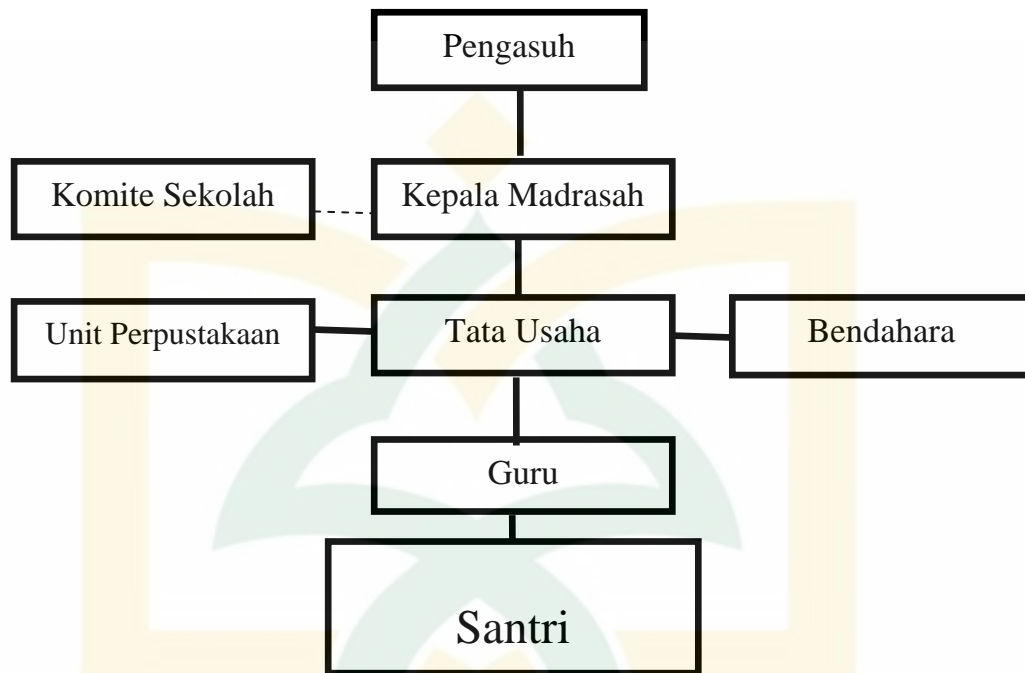 Pengasuh
Komite Sekolah
Kepala Madrasah
Unit Perpustakaan
Tata Usaha
Bendahara
Guru
Santri